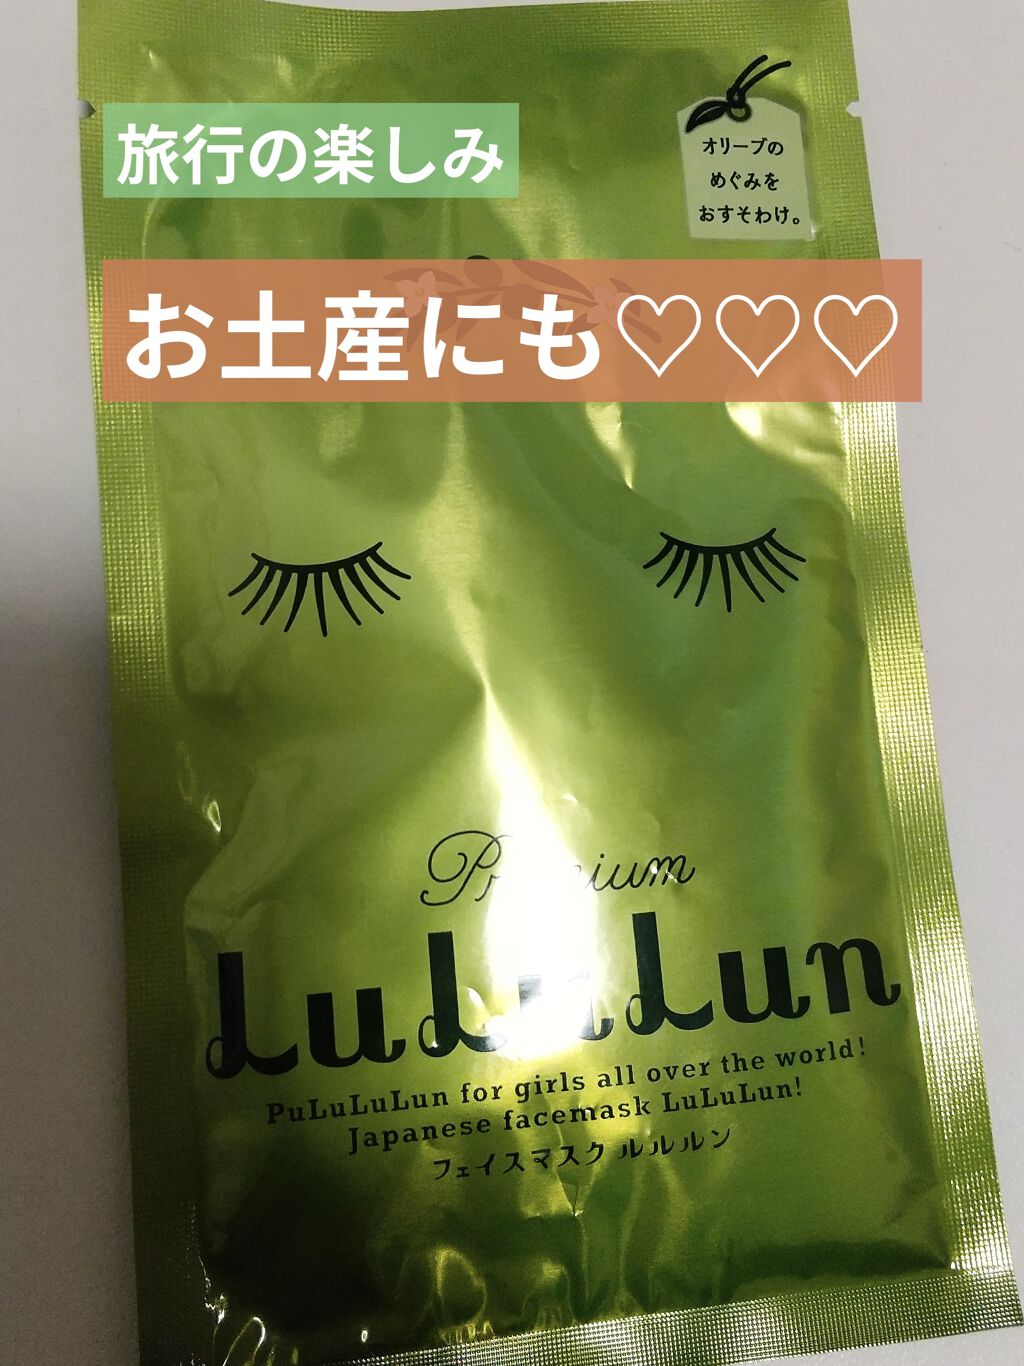 旅行の楽しみ
オリーブの
めぐみを
おすそわけ。
お土産にも♡♡♡
Premium
LuLuLun
PuLuLuLun for girls all over the world!
Japanese facemask LuLuLun!
フェイスマスク ルルルン